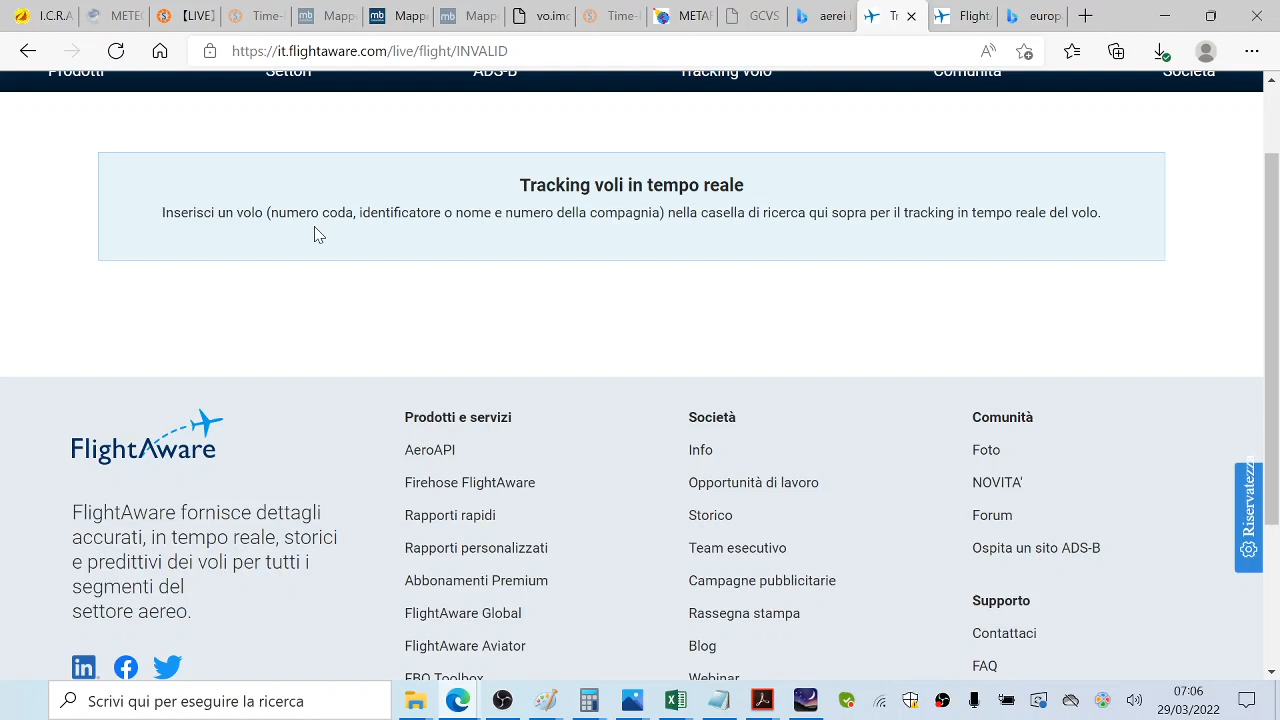 I.C.R.A
METEO
【LIVE】
Time-
Mapp
Mapp
Mapp
vo.imo
Time-
METAR
GCVS
aerei i
Tr
Flight
europ
https://it.flightaware.com/live/flight/INVALID
Prodotti Settori ADS-B Tracking volo Comunità Società
Tracking voli in tempo reale
Inserisci un volo (numero coda, identificatore o nome e numero della compagnia) nella casella di ricerca qui sopra per il tracking in tempo reale del volo.
Riservatezza
FlightAware
FlightAware fornisce dettagli
accurati, in tempo reale, storici
e predittivi dei voli per tutti i
segmenti del
settore aereo.
Prodotti e servizi
AeroAPI
Firehose FlightAware
Rapporti rapidi
Rapporti personalizzati
Abbonamenti Premium
FlightAware Global
FlightAware Aviator
FBO Toolbox
Società
Info
Opportunità di lavoro
Storico
Team esecutivo
Campagne pubblicitarie
Rassegna stampa
Blog
Webinar
Comunità
Foto
NOVITA'
Forum
Ospita un sito ADS-B
Supporto
Contattaci
FAQ
Scrivi qui per eseguire la ricerca
07:06
29/03/2022